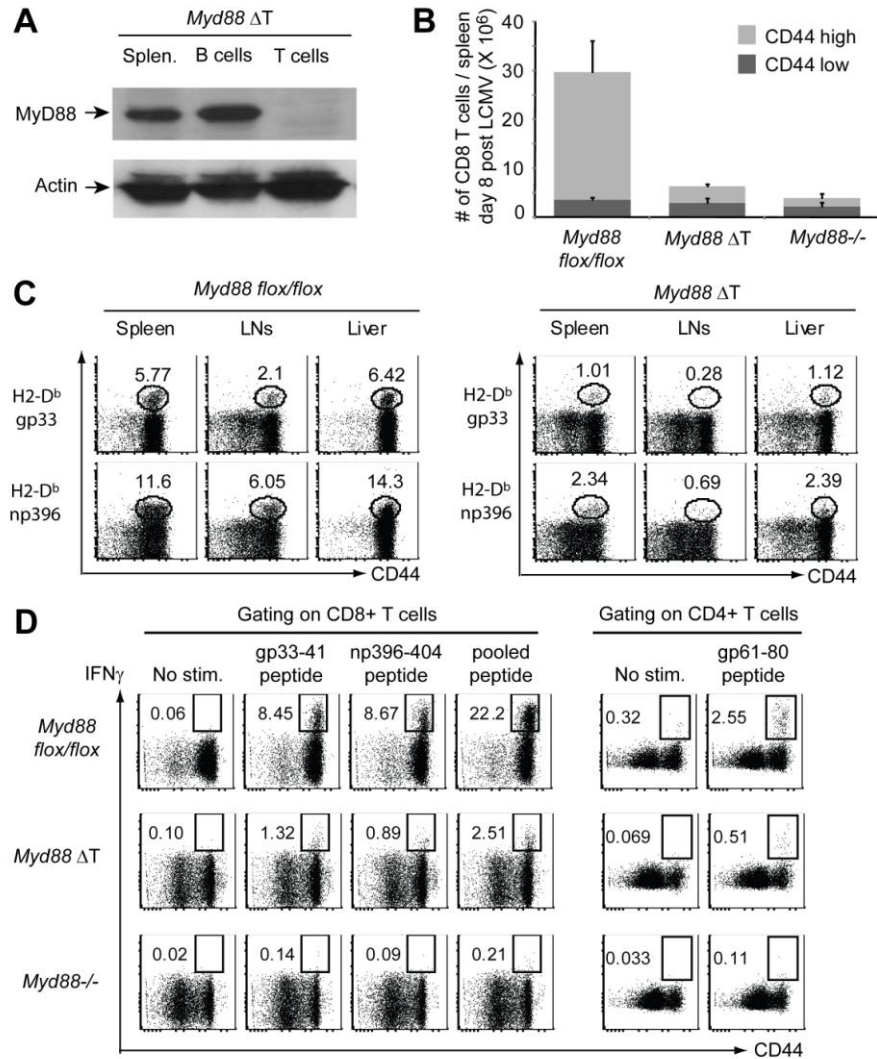 A
Myd88 ΔT
Splen. B cells T cells
MyD88
Actin
B
# of CD8 T cells / spleen
day 8 post LCMV (X 10⁶)
40
30
20
10
0
CD44 high
CD44 low
Myd88
flox/flox
Myd88 ΔT
Myd88-/-
C
Myd88 flox/flox
Spleen LNs Liver
H2-Dᵇ
gp33
5.77 2.1 6.42
H2-Dᵇ
np396
11.6 6.05 14.3
CD44
Myd88 ΔT
Spleen LNs Liver
H2-Dᵇ
gp33
1.01 0.28 1.12
H2-Dᵇ
np396
2.34 0.69 2.39
CD44
D
Gating on CD8+ T cells
Gating on CD4+ T cells
IFNγ
No stim.
gp33-41
peptide
np396-404
peptide
pooled
peptide
No stim.
gp61-80
peptide
Myd88
flox/flox
0.06 8.45 8.67 22.2 0.32 2.55
Myd88 ΔT
0.10 1.32 0.89 2.51 0.069 0.51
Myd88-/-
0.02 0.14 0.09 0.21 0.033 0.11
CD44